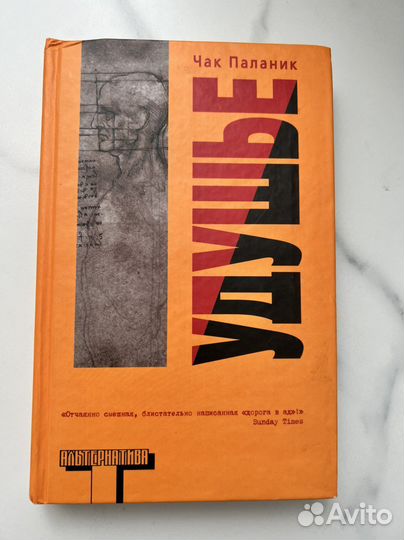 Чак Паланик
УДУШЬЕ
«Отчаянно смешная, блистательно написанная «дорога в ад»!»
Sunday Times
АЛЬТЕРНАТИВА
Avito